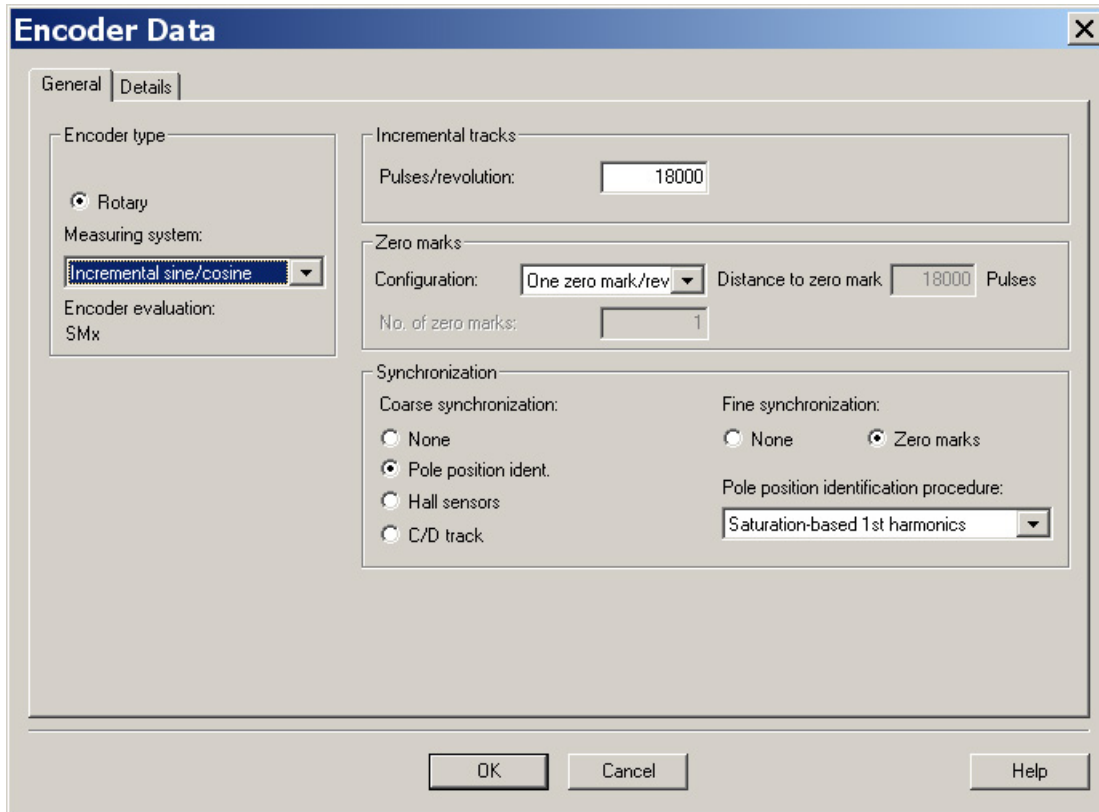 Encoder Data
General
Details
Encoder type
Rotary
Measuring system:
Incremental sine/cosine
Encoder evaluation:
SMx
Incremental tracks
Pulses/revolution: 18000
Zero marks
Configuration: One zero mark/rev Distance to zero mark 18000 Pulses
No. of zero marks: 1
Synchronization
Coarse synchronization:
None
Pole position ident.
Hall sensors
C/D track
Fine synchronization:
None Zero marks
Pole position identification procedure:
Saturation-based 1st harmonics
OK Cancel Help